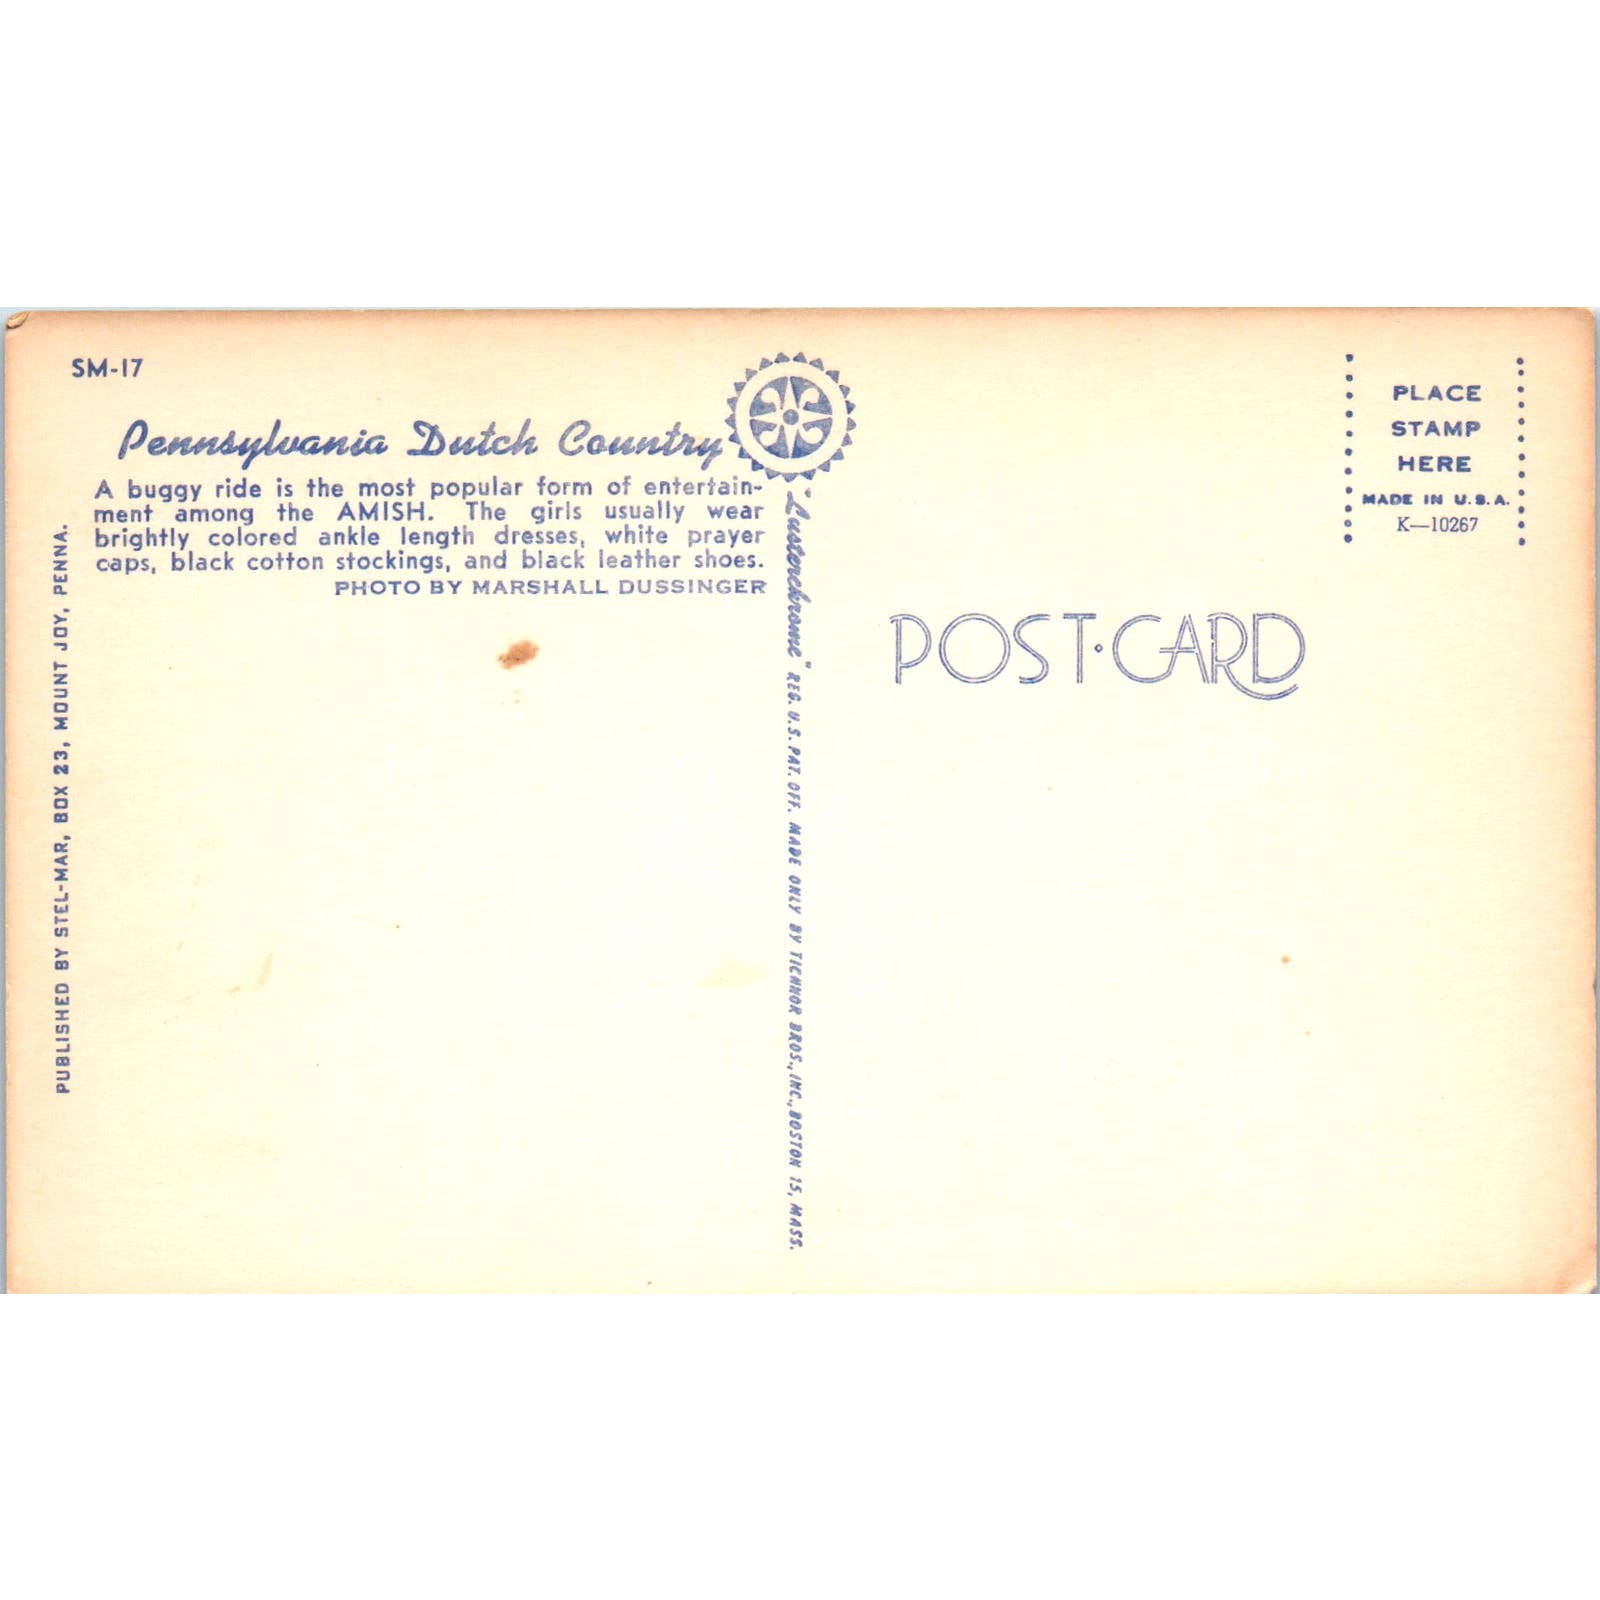 SM-17
Pennsylvania Dutch Country
A buggy ride is the most popular form of entertain-
ment among the AMISH. The girls usually wear
brightly colored ankle length dresses, white prayer
caps, black cotton stockings, and black leather shoes.
PHOTO BY MARSHALL DUSSINGER
PUBLISHED BY STEL-MAR, BOX 23, MOUNT JOY, PENNA.
"Lusterchrome" REG. U.S. PAT. OFF. MADE ONLY BY TICHNOR BROS., INC., BOSTON 15, MASS.
PLACE
STAMP
HERE
MADE IN U.S.A.
K—10267
POST·CARD